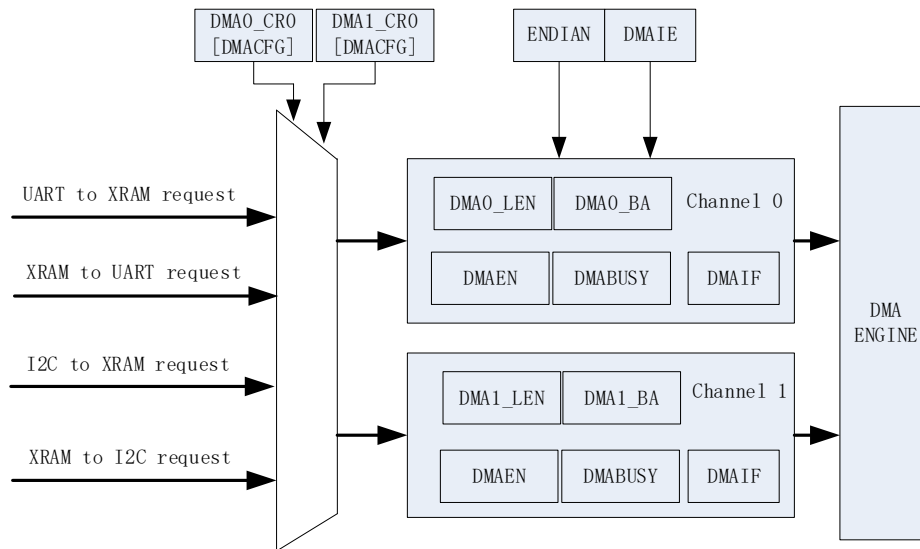 DMA0_CR0
[DMACFG]
DMA1_CR0
[DMACFG]
ENDIAN
DMAIE
UART to XRAM request
XRAM to UART request
I2C to XRAM request
XRAM to I2C request
DMA0_LEN
DMA0_BA
Channel 0
DMAEN
DMABUSY
DMAIF
DMA1_LEN
DMA1_BA
Channel 1
DMAEN
DMABUSY
DMAIF
DMA
ENGINE